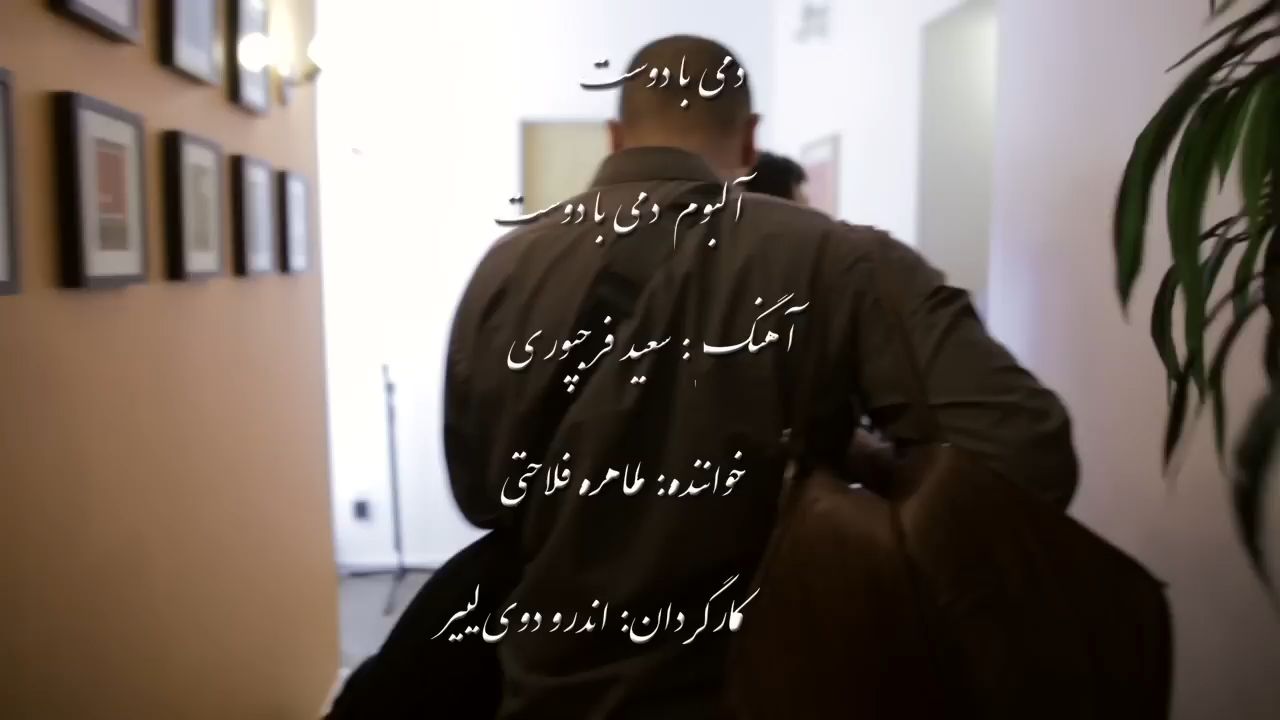 دمی با دوست
آلبوم دمی با دوست
آهنگ : سعید فرجپوری
خواننده: طاهره فلاحتی
کارگردان: اندرو دوی لییر